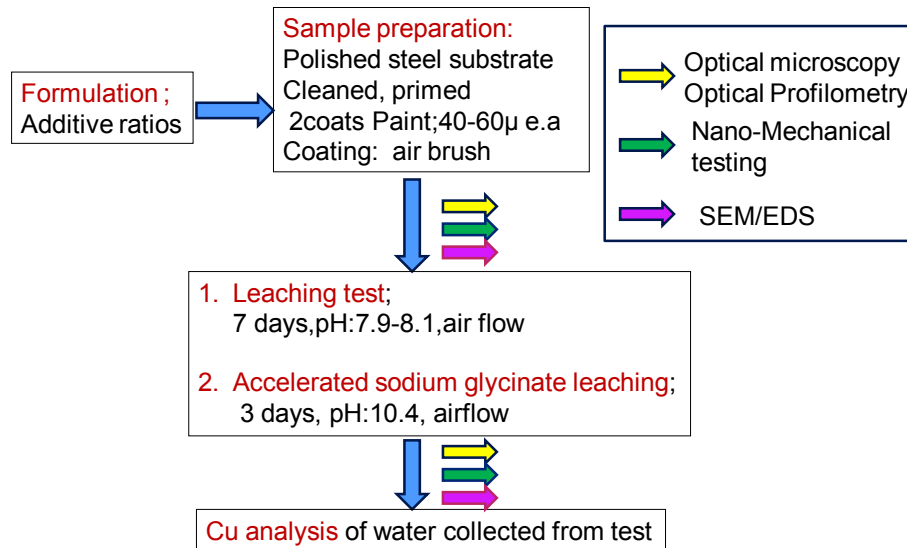 Formulation ;
Additive ratios
Sample preparation:
Polished steel substrate
Cleaned, primed
2coats Paint;40-60µ e.a
Coating: air brush
Optical microscopy
Optical Profilometry
Nano-Mechanical
testing
SEM/EDS
1. Leaching test;
7 days,pH:7.9-8.1,air flow
2. Accelerated sodium glycinate leaching;
3 days, pH:10.4, airflow
Cu analysis of water collected from test